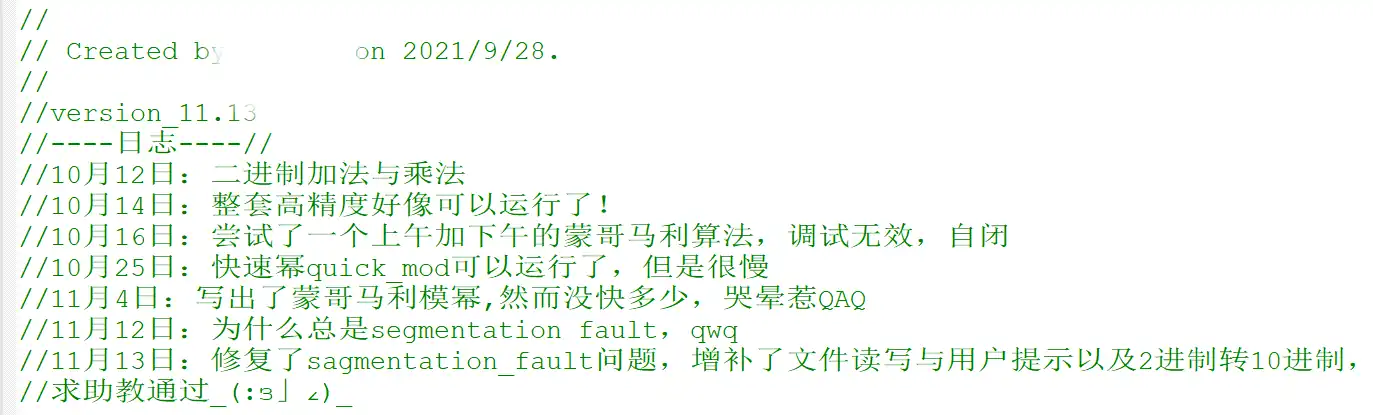 //
// Created by on 2021/9/28.
//
//version_11.13
//----日志----//
//10月12日：二进制加法与乘法
//10月14日：整套高精度好像可以运行了！
//10月16日：尝试了一个上午加下午的蒙哥马利算法，调试无效，自闭
//10月25日：快速幂quick_mod可以运行了，但是很慢
//11月4日：写出了蒙哥马利模幂,然而没快多少，哭晕惹QAQ
//11月12日：为什么总是segmentation fault，qwq
//11月13日：修复了sagmentation_fault问题，增补了文件读写与用户提示以及2进制转10进制，
//求助教通过_(:з」∠)_